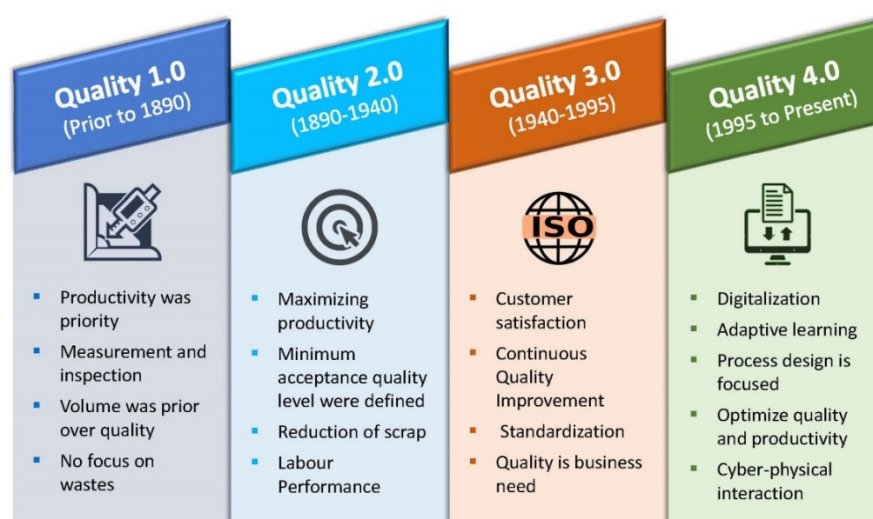 Quality 1.0
(Prior to 1890)
Productivity was
priority
Measurement and
inspection
Volume was prior
over quality
No focus on
wastes
Quality 2.0
(1890-1940)
Maximizing
productivity
Minimum
acceptance quality
level were defined
Reduction of scrap
Labour
Performance
Quality 3.0
(1940-1995)
ISO
Customer
satisfaction
Continuous
Quality
Improvement
Standardization
Quality is business
need
Quality 4.0
(1995 to Present)
Digitalization
Adaptive learning
Process design is
focused
Optimize quality
and productivity
Cyber-physical
interaction